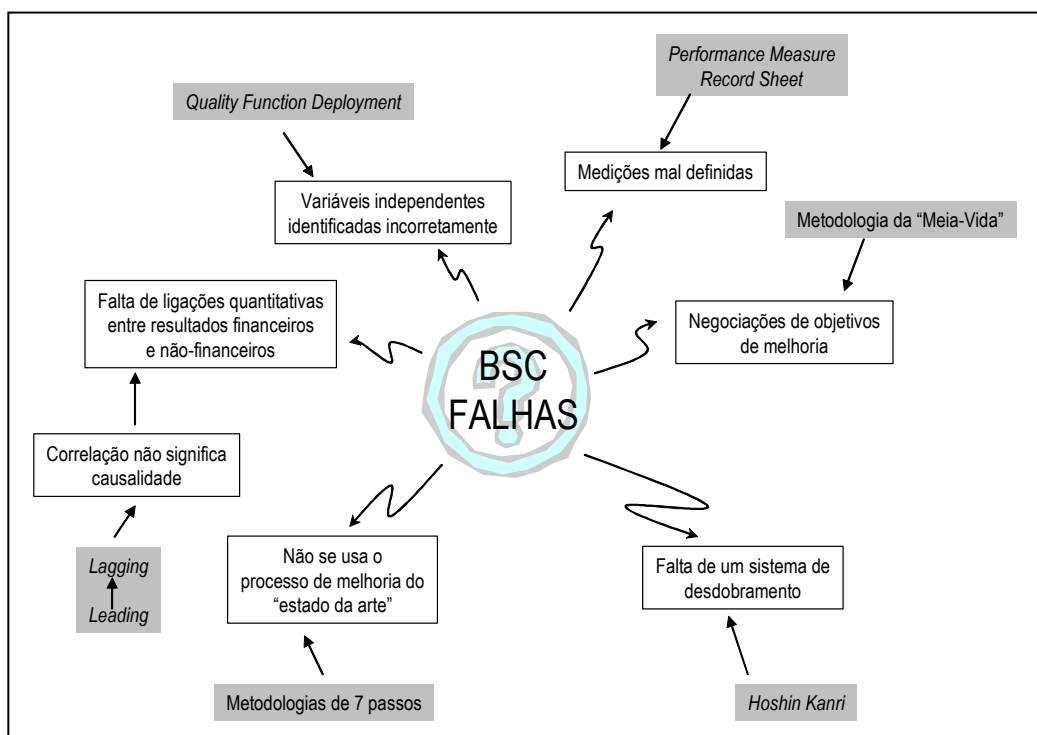 Performance Measure
Record Sheet
Quality Function Deployment
Medições mal definidas
Variáveis independentes
identificadas incorretamente
Metodologia da “Meia-Vida”
Falta de ligações quantitativas
entre resultados financeiros
e não-financeiros
Negociações de objetivos
de melhoria
BSC
FALHAS
Correlação não significa
causalidade
Não se usa o
processo de melhoria do
“estado da arte”
Falta de um sistema de
desdobramento
Lagging
Leading
Metodologias de 7 passos
Hoshin Kanri